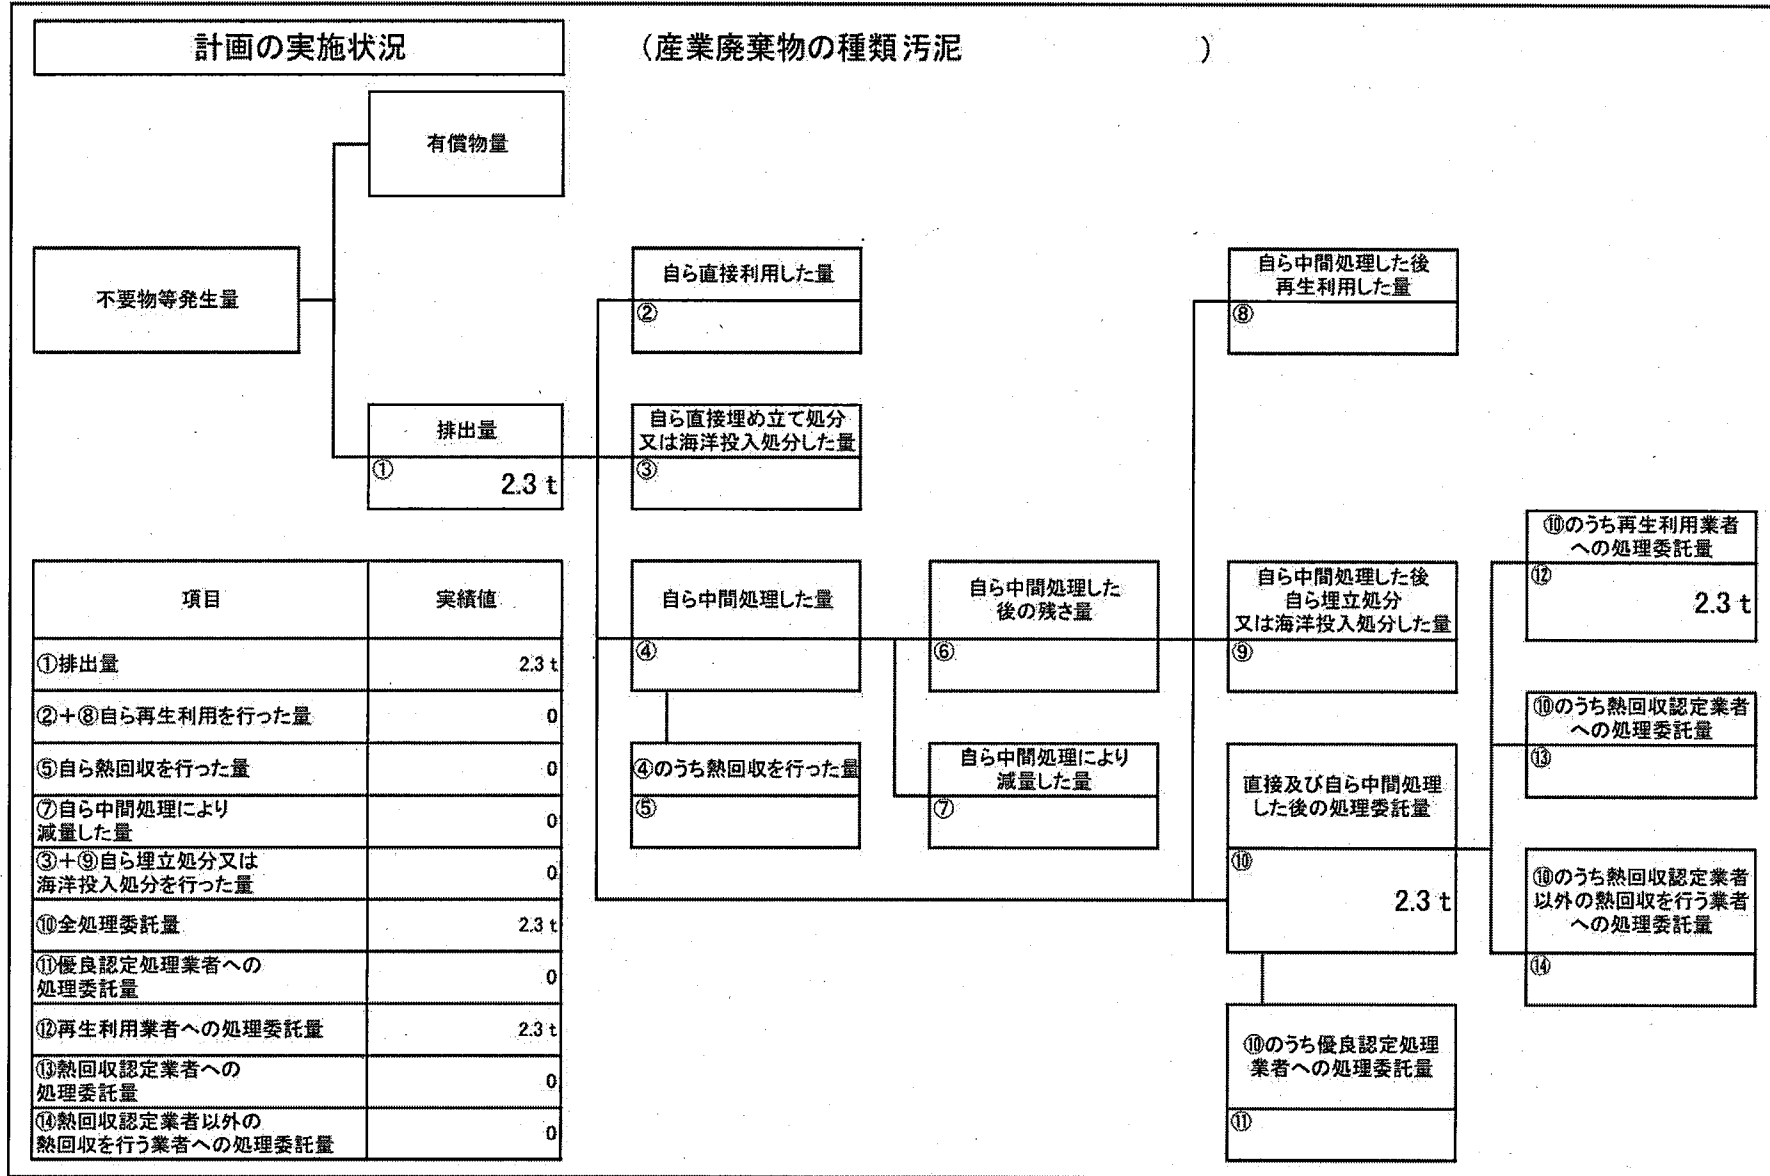 計画の実施状況
（産業廃棄物の種類 汚泥　）
有償物量
不要物等発生量
排出量
①
2.3 t
自ら直接利用した量
②
自ら直接埋め立て処分
又は海洋投入処分した量
③
自ら中間処理した量
④
④のうち熱回収を行った量
⑤
自ら中間処理した
後の残さ量
⑥
自ら中間処理により
減量した量
⑦
自ら中間処理した後
再生利用した量
⑧
自ら中間処理した後
自ら埋立処分
又は海洋投入処分した量
⑨
直接及び自ら中間処理
した後の処理委託量
⑩
2.3 t
⑩のうち優良認定処理
業者への処理委託量
⑪
⑩のうち再生利用業者
への処理委託量
⑫
2.3 t
⑩のうち熱回収認定業者
への処理委託量
⑬
⑩のうち熱回収認定業者
以外の熱回収を行う業者
への処理委託量
⑭
項目 実績値
①排出量 2.3 t
②＋⑧自ら再生利用を行った量 0
⑤自ら熱回収を行った量 0
⑦自ら中間処理により
減量した量 0
③＋⑨自ら埋立処分又は
海洋投入処分を行った量 0
⑩全処理委託量 2.3 t
⑪優良認定処理業者への
処理委託量 0
⑫再生利用業者への処理委託量 2.3 t
⑬熱回収認定業者への
処理委託量 0
⑭熱回収認定業者以外の
熱回収を行う業者への処理委託量 0